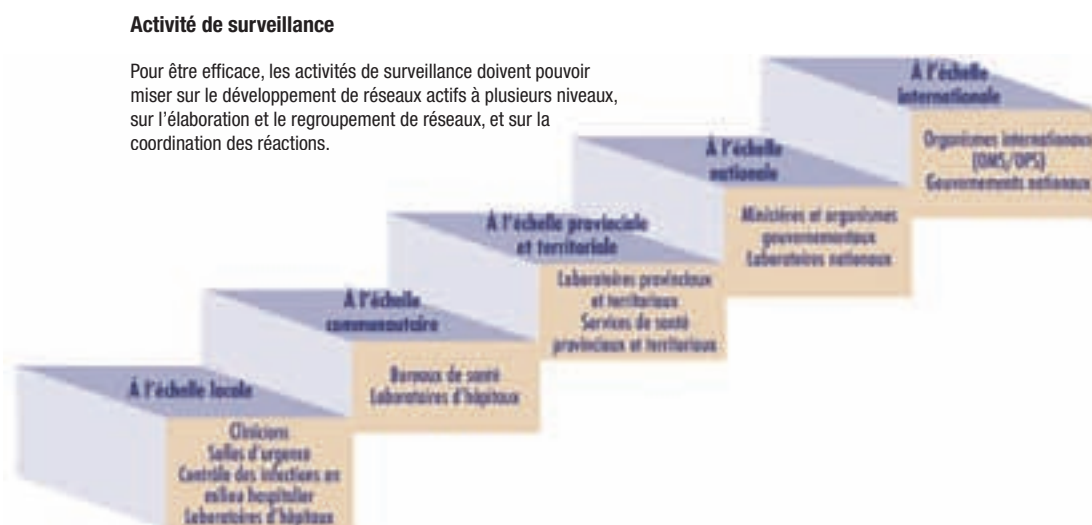 Activité de surveillance
Pour être efficace, les activités de surveillance doivent pouvoir
miser sur le développement de réseaux actifs à plusieurs niveaux,
sur l'élaboration et le regroupement de réseaux, et sur la
coordination des réactions.
À l'échelle
internationale
Organismes internationaux
(OMS/OPS)
Gouvernements nationaux
À l'échelle
nationale
Ministères et organismes
gouvernementaux
Laboratoires nationaux
À l'échelle provinciale
et territoriale
Laboratoires provinciaux
et territoriaux
Services de santé
provinciaux et territoriaux
À l'échelle
communautaire
Bureaux de santé
Laboratoires d'hôpitaux
À l'échelle locale
Cliniciens
Salles d'urgence
Contrôle des infections en
milieu hospitalier
Laboratoires d'hôpitaux